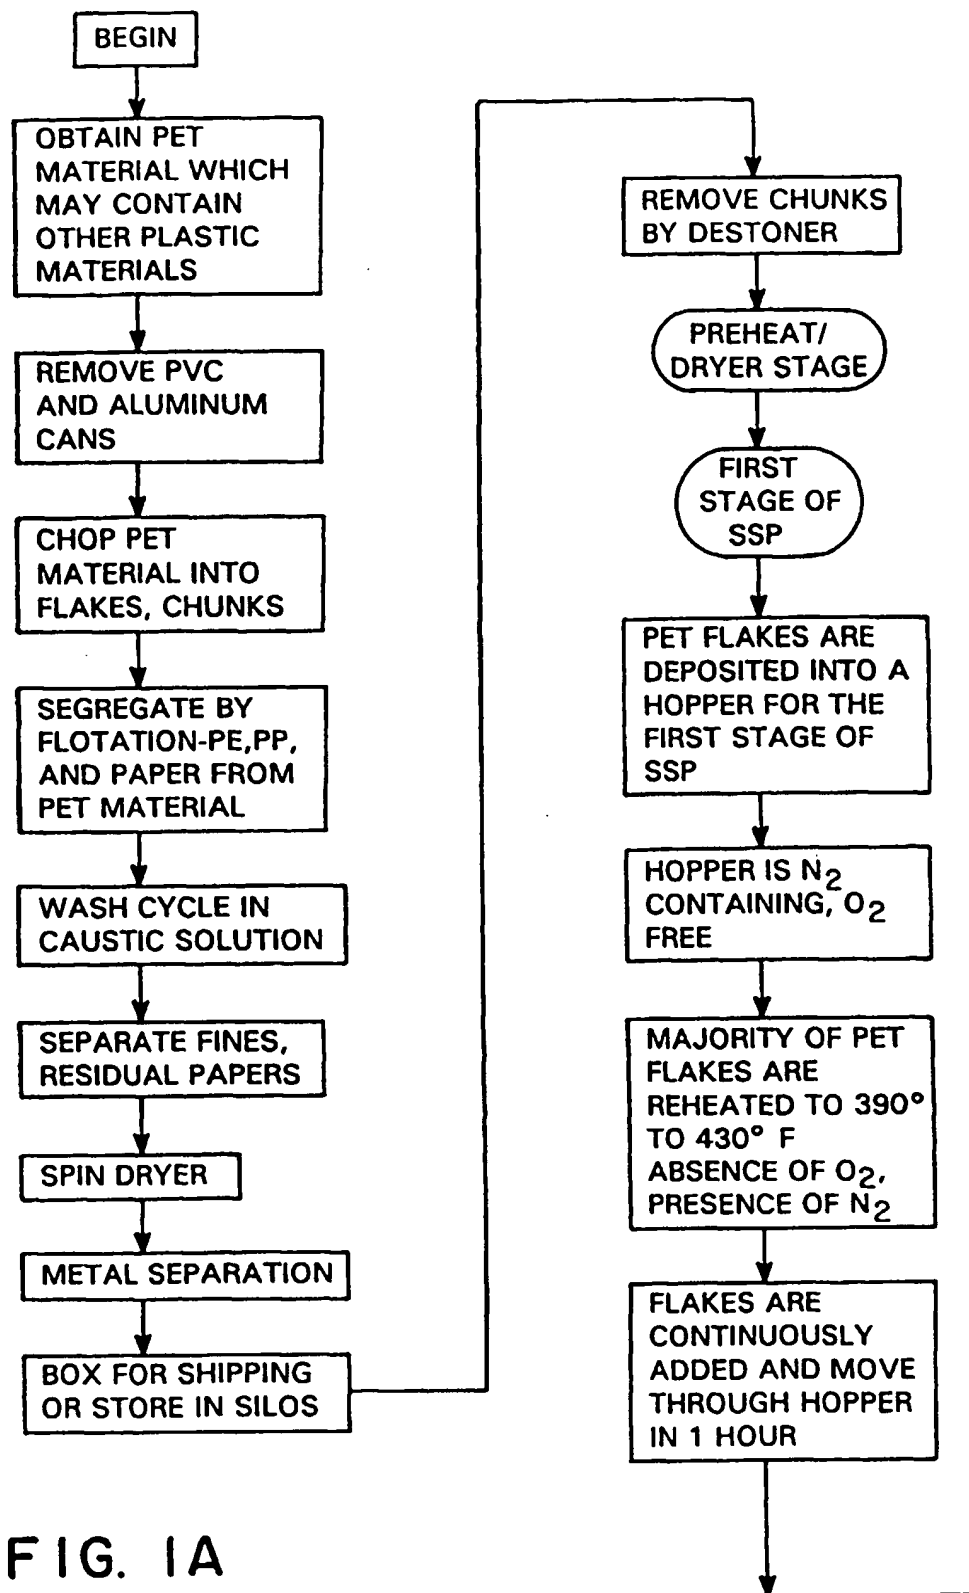 BEGIN
OBTAIN PET
MATERIAL WHICH
MAY CONTAIN
OTHER PLASTIC
MATERIALS
REMOVE PVC
AND ALUMINUM
CANS
CHOP PET
MATERIAL INTO
FLAKES, CHUNKS
SEGREGATE BY
FLOTATION-PE,PP,
AND PAPER FROM
PET MATERIAL
WASH CYCLE IN
CAUSTIC SOLUTION
SEPARATE FINES,
RESIDUAL PAPERS
SPIN DRYER
METAL SEPARATION
BOX FOR SHIPPING
OR STORE IN SILOS
REMOVE CHUNKS
BY DESTONER
PREHEAT/
DRYER STAGE
FIRST
STAGE OF
SSP
PET FLAKES ARE
DEPOSITED INTO A
HOPPER FOR THE
FIRST STAGE OF
SSP
HOPPER IS N2
CONTAINING, O2
FREE
MAJORITY OF PET
FLAKES ARE
REHEATED TO 390°
TO 430° F
ABSENCE OF O2,
PRESENCE OF N2
FLAKES ARE
CONTINUOUSLY
ADDED AND MOVE
THROUGH HOPPER
IN 1 HOUR
FIG. 1A